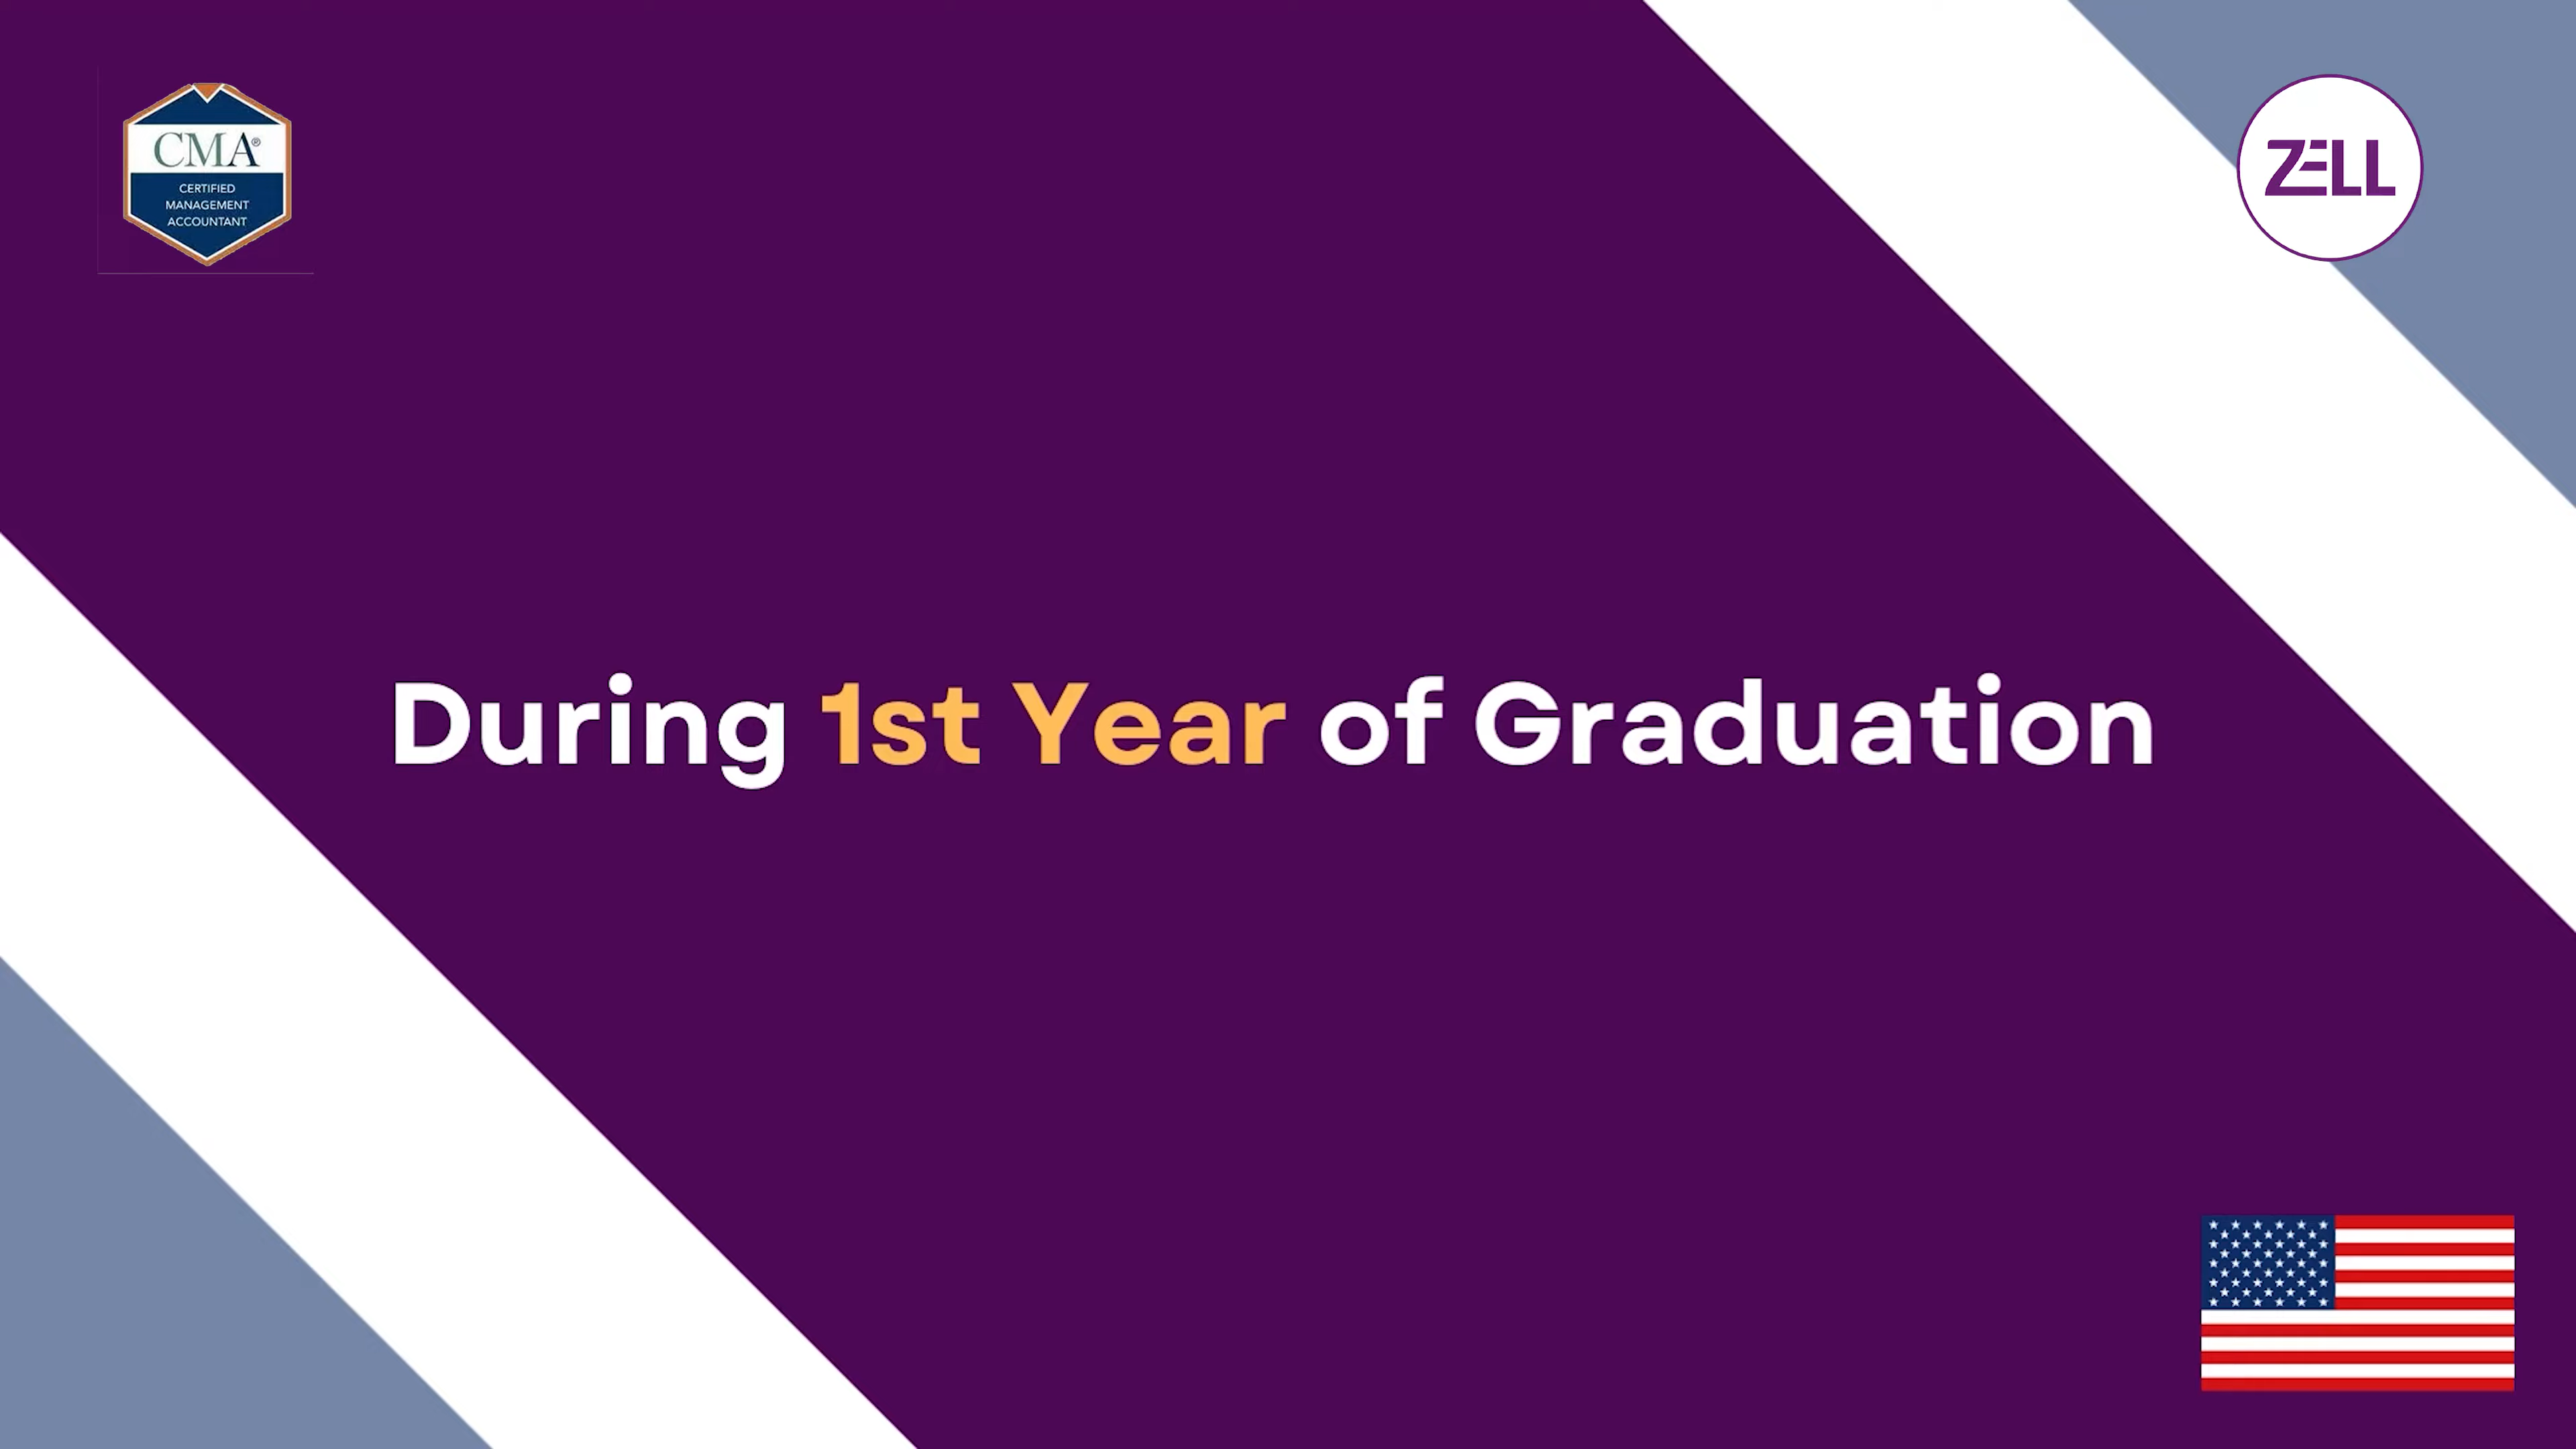 CMA®
CERTIFIED
MANAGEMENT
ACCOUNTANT
ZELL
During 1st Year of Graduation